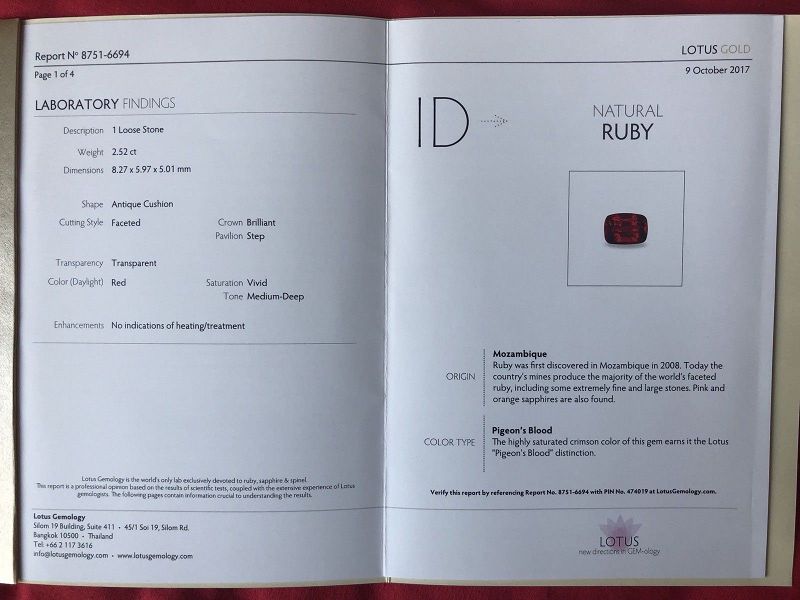 Report Nº 8751-6694
Page 1 of 4
LABORATORY FINDINGS
Description 1 Loose Stone
Weight 2.52 ct
Dimensions 8.27 x 5.97 x 5.01 mm
Shape Antique Cushion
Cutting Style Faceted Crown Brilliant
Pavilion Step
Transparency Transparent
Color (Daylight) Red Saturation Vivid
Tone Medium-Deep
Enhancements No indications of heating/treatment
Lotus Gemology is the world's only lab exclusively devoted to ruby, sapphire & spinel.
This report is a professional opinion based on the results of scientific tests, coupled with the extensive experience of Lotus
gemologists. The following pages contain information crucial to understanding the results.
Lotus Gemology
Silom 19 Building, Suite 411 • 45/1 Soi 19, Silom Rd.
Bangkok 10500 • Thailand
Tel: +66 2 117 3616
info@lotusgemology.com • www.lotusgemology.com
LOTUS GOLD
9 October 2017
ID
NATURAL
RUBY
ORIGIN
Mozambique
Ruby was first discovered in Mozambique in 2008. Today the
country's mines produce the majority of the world's faceted
ruby, including some extremely fine and large stones. Pink and
orange sapphires are also found.
COLOR TYPE
Pigeon's Blood
The highly saturated crimson color of this gem earns it the Lotus
"Pigeon's Blood" distinction.
Verify this report by referencing Report No. 8751-6694 with PIN No. 474019 at LotusGemology.com.
LOTUS
new directions in GEM•ology